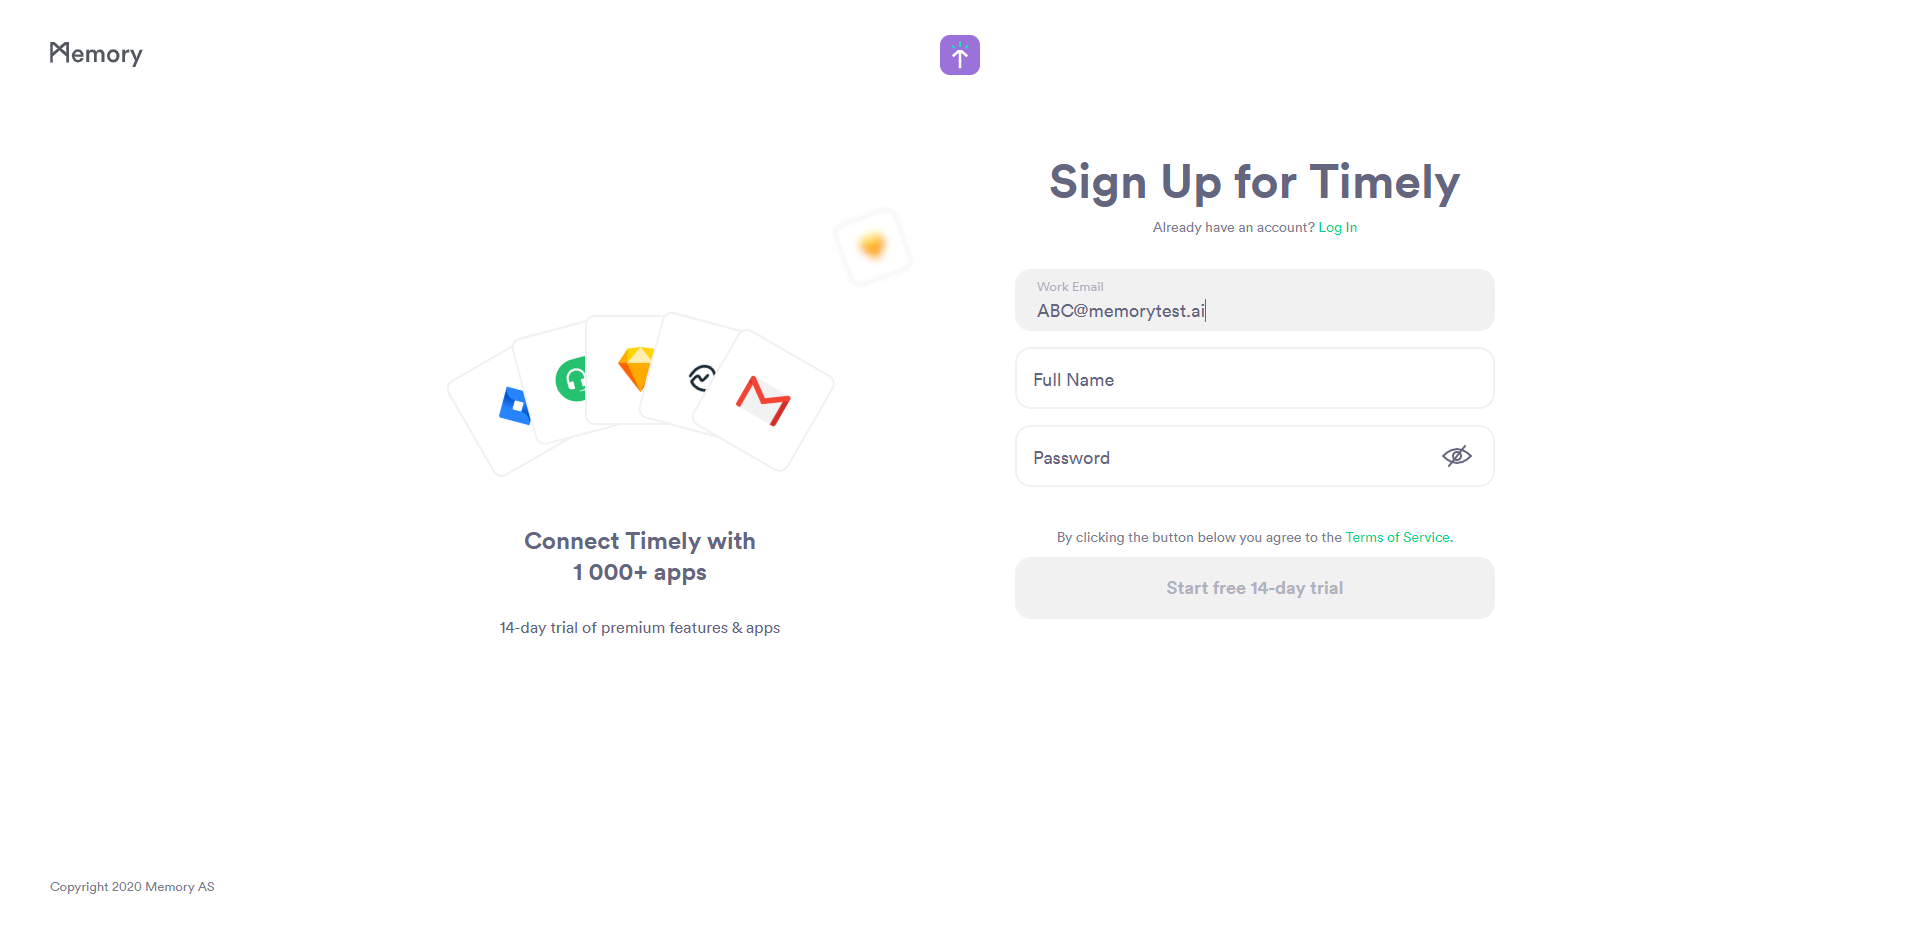 Memory
Sign Up for Timely
Already have an account? Log In
Work Email
ABC@memorytest.ai
Full Name
Password
By clicking the button below you agree to the Terms of Service.
Start free 14-day trial
Connect Timely with
1 000+ apps
14-day trial of premium features & apps
Copyright 2020 Memory AS